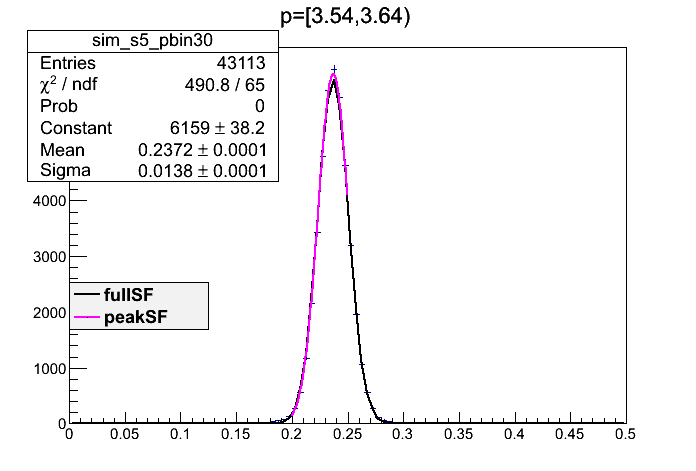 p=[3.54,3.64)
sim_s5_pbin30
Entries 43113
χ² / ndf 490.8 / 65
Prob 0
Constant 6159 ± 38.2
Mean 0.2372 ± 0.0001
Sigma 0.0138 ± 0.0001
4000
3000
fullSF
2000
peakSF
1000
0
0 0.05 0.1 0.15 0.2 0.25 0.3 0.35 0.4 0.45 0.5